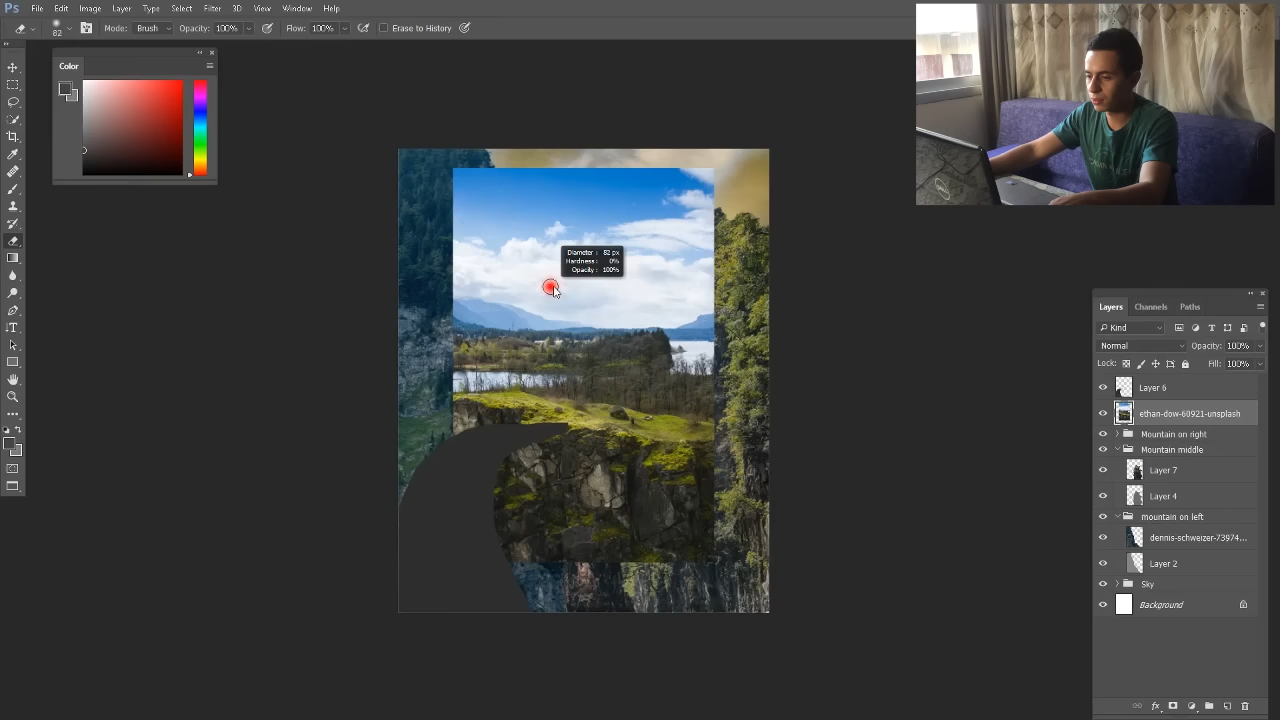 Ps File Edit Image Layer Type Select Filter 3D View Window Help
82 Mode: Brush Opacity: 100% Flow: 100% Erase to History
Color
Diameter : 82 px
Hardness : 0%
Opacity : 100%
Layers Channels Paths
Kind
Normal Opacity: 100%
Lock: Fill: 100%
Layer 6
ethan-dow-60921-unsplash
Mountain on right
Mountain middle
Layer 7
Layer 4
mountain on left
dennis-schweizer-73974...
Layer 2
Sky
Background